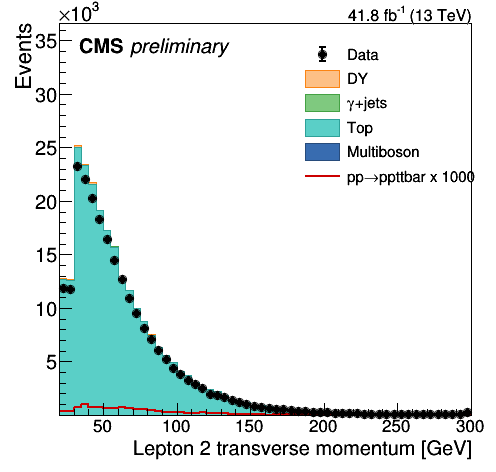 ×10³
41.8 fb⁻¹ (13 TeV)
CMS preliminary
Events
Data
DY
γ+jets
Top
Multiboson
pp→ppttbar x 1000
35
30
25
20
15
10
5
50 100 150 200 250 300
Lepton 2 transverse momentum [GeV]